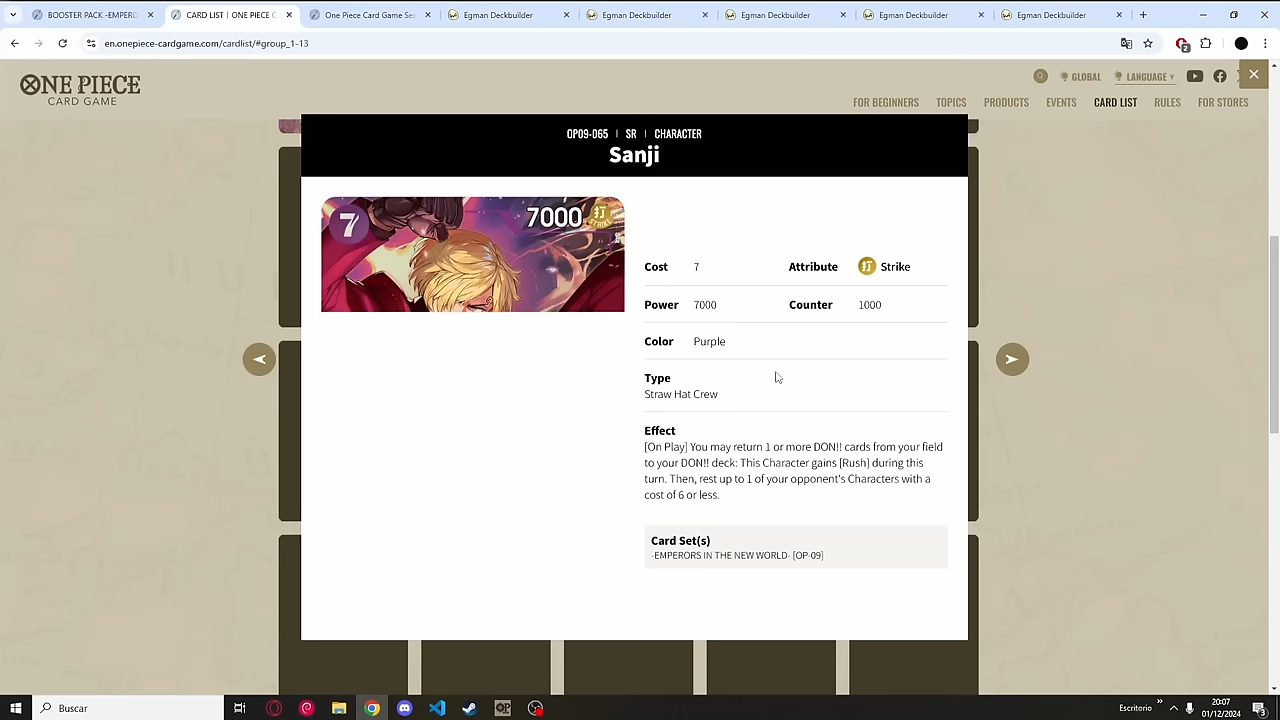 BOOSTER PACK -EMPERO
CARD LIST | ONE PIECE C
One Piece Card Game Se
Egman Deckbuilder
Egman Deckbuilder
Egman Deckbuilder
Egman Deckbuilder
Egman Deckbuilder
en.onepiece-cardgame.com/cardlist/#group_1-13
2
ONE PIECE
CARD GAME
GLOBAL
LANGUAGE
FOR BEGINNERS
TOPICS
PRODUCTS
EVENTS
CARD LIST
RULES
FOR STORES
OP09-065 | SR | CHARACTER
Sanji
7
7000
打
STRIKE
Cost 7
Attribute 打 Strike
Power 7000
Counter 1000
Color Purple
Type
Straw Hat Crew
Effect
[On Play] You may return 1 or more DON!! cards from your field
to your DON!! deck: This Character gains [Rush] during this
turn. Then, rest up to 1 of your opponent's Characters with a
cost of 6 or less.
Card Set(s)
-EMPERORS IN THE NEW WORLD- [OP-09]
Buscar
OP
Escritorio
20:07
01/12/2024
3